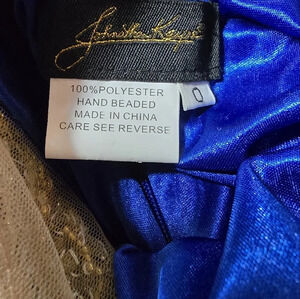 Johnathan Kayne
0
100%POLYESTER
HAND BEADED
MADE IN CHINA
CARE SEE REVERSE